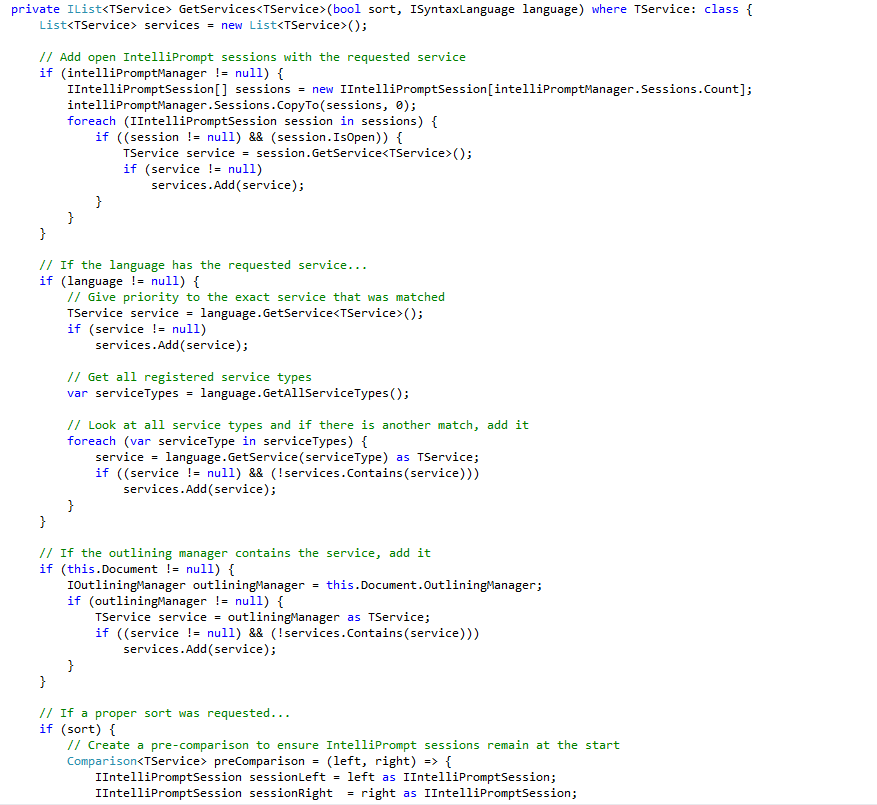 private IList<TService> GetServices<TService>(bool sort, ISyntaxLanguage language) where TService: class {
    List<TService> services = new List<TService>();

    // Add open IntelliPrompt sessions with the requested service
    if (intelliPromptManager != null) {
        IIntelliPromptSession[] sessions = new IIntelliPromptSession[intelliPromptManager.Sessions.Count];
        intelliPromptManager.Sessions.CopyTo(sessions, 0);
        foreach (IIntelliPromptSession session in sessions) {
            if ((session != null) && (session.IsOpen)) {
                TService service = session.GetService<TService>();
                if (service != null)
                    services.Add(service);
            }
        }
    }

    // If the language has the requested service...
    if (language != null) {
        // Give priority to the exact service that was matched
        TService service = language.GetService<TService>();
        if (service != null)
            services.Add(service);

        // Get all registered service types
        var serviceTypes = language.GetAllServiceTypes();

        // Look at all service types and if there is another match, add it
        foreach (var serviceType in serviceTypes) {
            service = language.GetService(serviceType) as TService;
            if ((service != null) && (!services.Contains(service)))
                services.Add(service);
        }
    }

    // If the outlining manager contains the service, add it
    if (this.Document != null) {
        IOutliningManager outliningManager = this.Document.OutliningManager;
        if (outliningManager != null) {
            TService service = outliningManager as TService;
            if ((service != null) && (!services.Contains(service)))
                services.Add(service);
        }
    }

    // If a proper sort was requested...
    if (sort) {
        // Create a pre-comparison to ensure IntelliPrompt sessions remain at the start
        Comparison<TService> preComparison = (left, right) => {
            IIntelliPromptSession sessionLeft = left as IIntelliPromptSession;
            IIntelliPromptSession sessionRight  = right as IIntelliPromptSession;